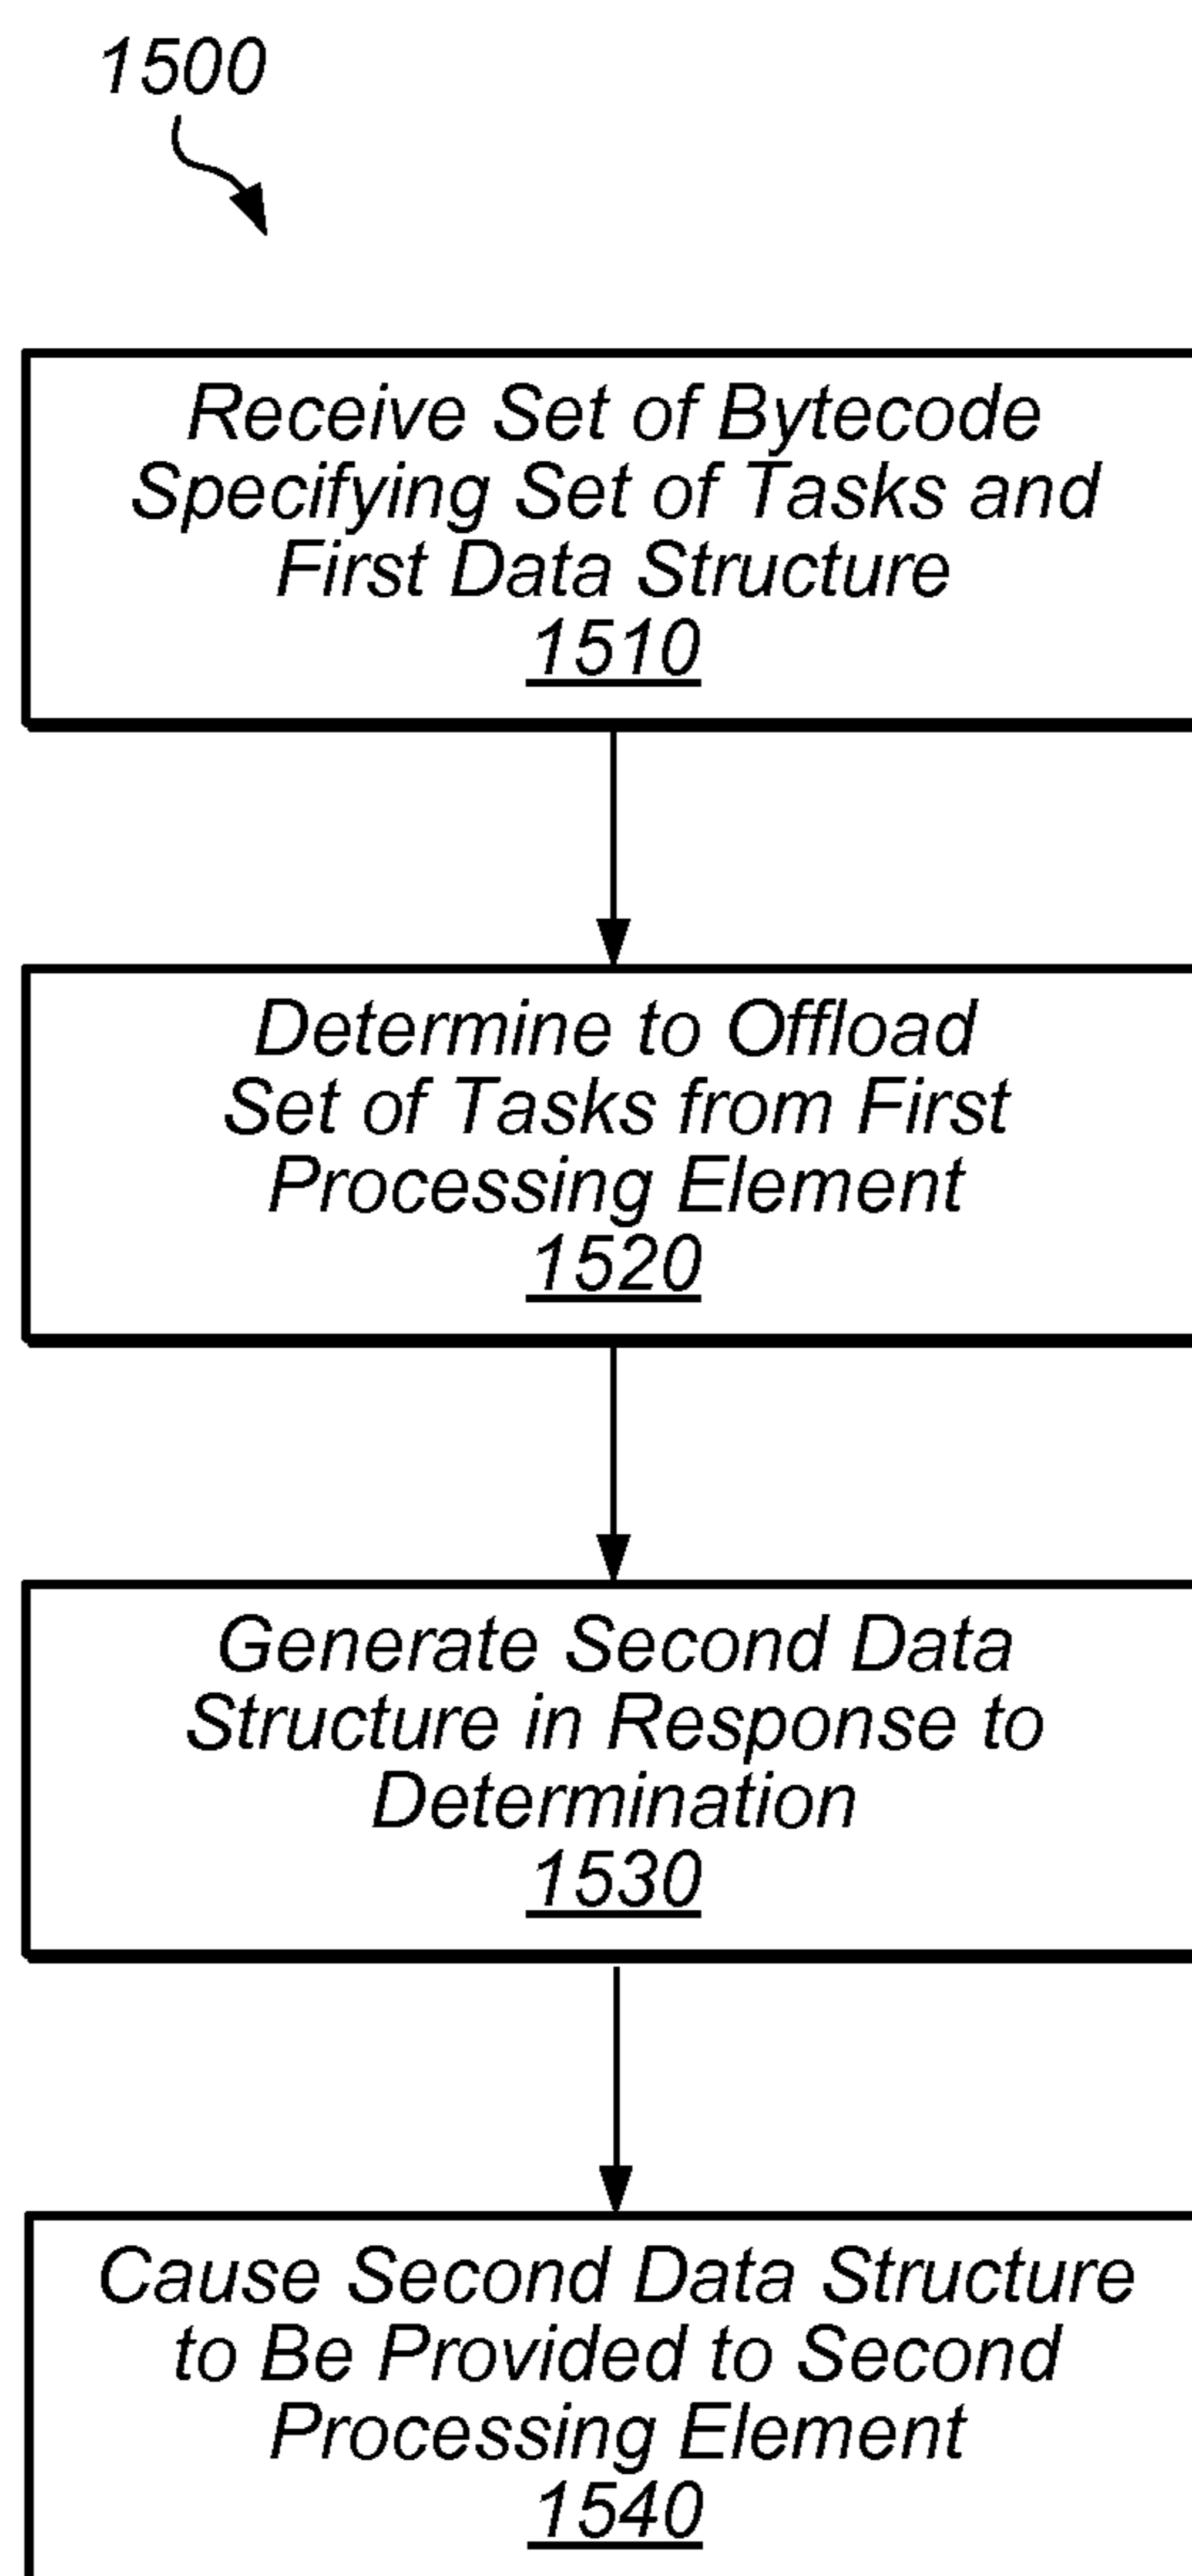 1500
Receive Set of Bytecode
Specifying Set of Tasks and
First Data Structure
1510
Determine to Offload
Set of Tasks from First
Processing Element
1520
Generate Second Data
Structure in Response to
Determination
1530
Cause Second Data Structure
to Be Provided to Second
Processing Element
1540